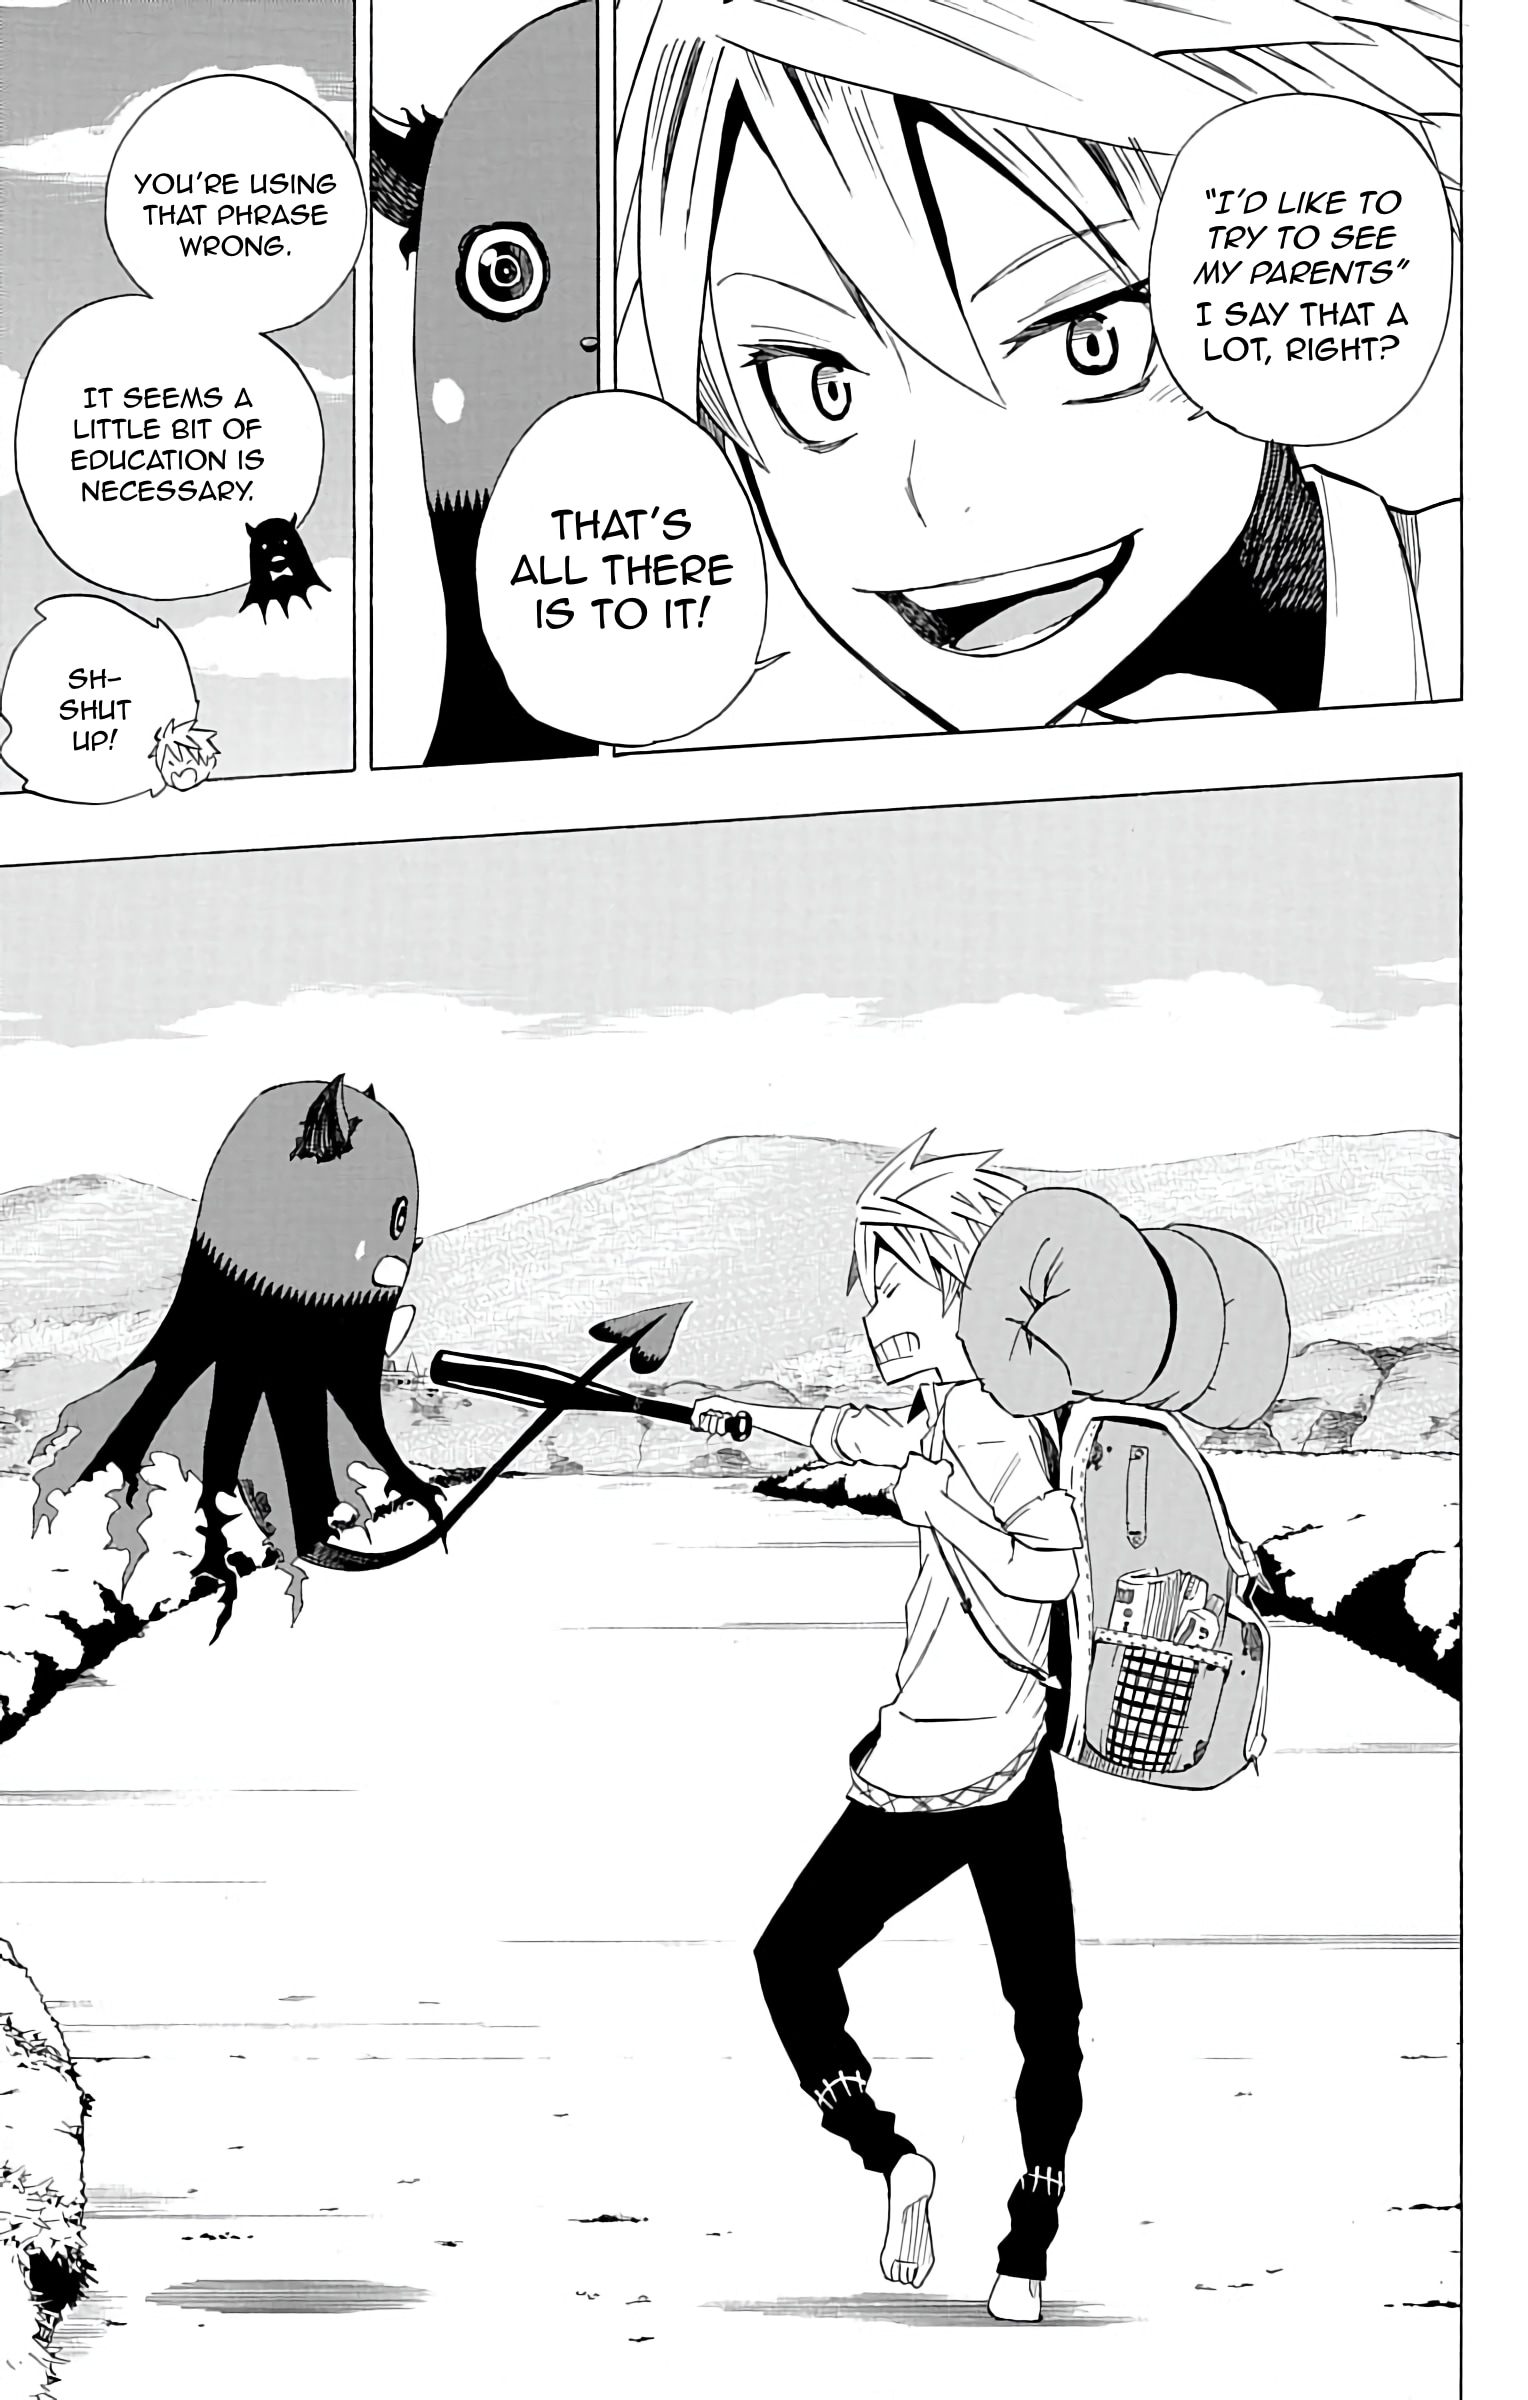 "I'D LIKE TO
TRY TO SEE
MY PARENTS"
I SAY THAT A
LOT, RIGHT?
THAT'S
ALL THERE
IS TO IT!
YOU'RE USING
THAT PHRASE
WRONG.
IT SEEMS A
LITTLE BIT OF
EDUCATION IS
NECESSARY.
SH-
SHUT
UP!